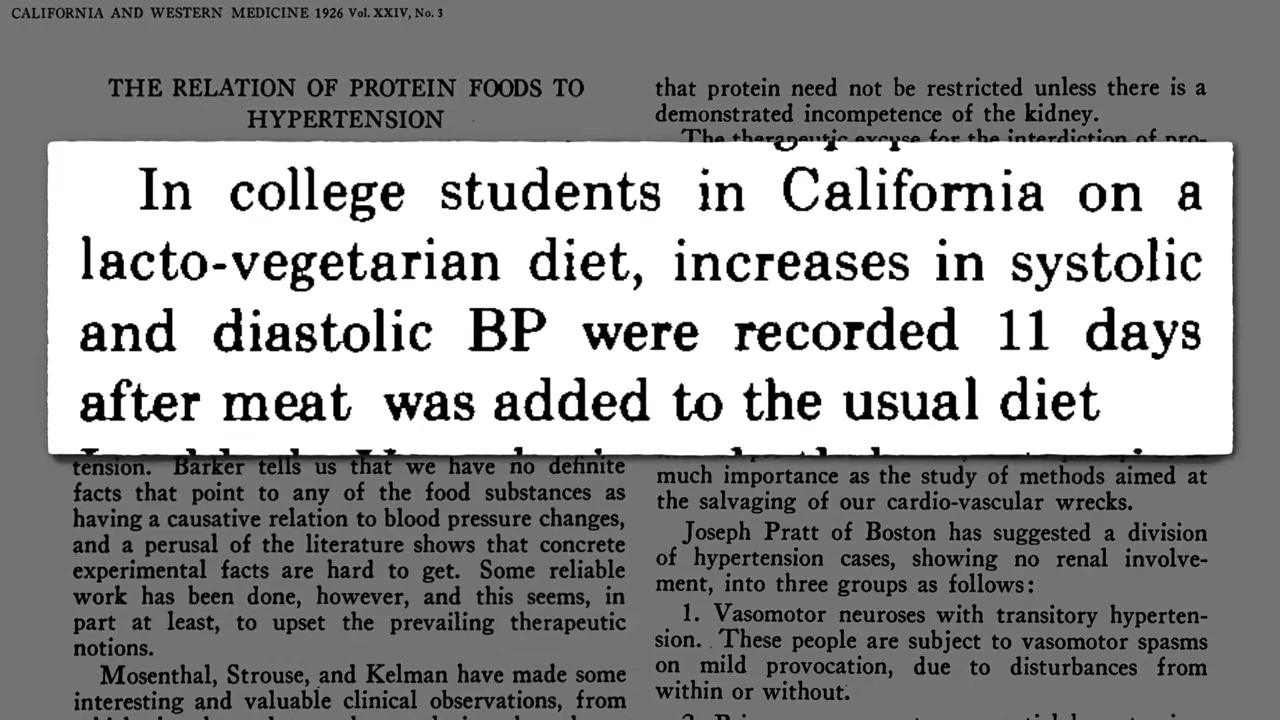 CALIFORNIA AND WESTERN MEDICINE 1926 Vol. XXIV, No. 3
THE RELATION OF PROTEIN FOODS TO
HYPERTENSION
that protein need not be restricted unless there is a
demonstrated incompetence of the kidney.
The therapeutic excuse for the interdiction of pro-
In college students in California on a
lacto-vegetarian diet, increases in systolic
and diastolic BP were recorded 11 days
after meat was added to the usual diet
tension. Barker tells us that we have no definite
facts that point to any of the food substances as
having a causative relation to blood pressure changes,
and a perusal of the literature shows that concrete
experimental facts are hard to get. Some reliable
work has been done, however, and this seems, in
part at least, to upset the prevailing therapeutic
notions.
Mosenthal, Strouse, and Kelman have made some
interesting and valuable clinical observations, from
much importance as the study of methods aimed at
the salvaging of our cardio-vascular wrecks.
Joseph Pratt of Boston has suggested a division
of hypertension cases, showing no renal involve-
ment, into three groups as follows:
1. Vasomotor neuroses with transitory hyperten-
sion. These people are subject to vasomotor spasms
on mild provocation, due to disturbances from
within or without.